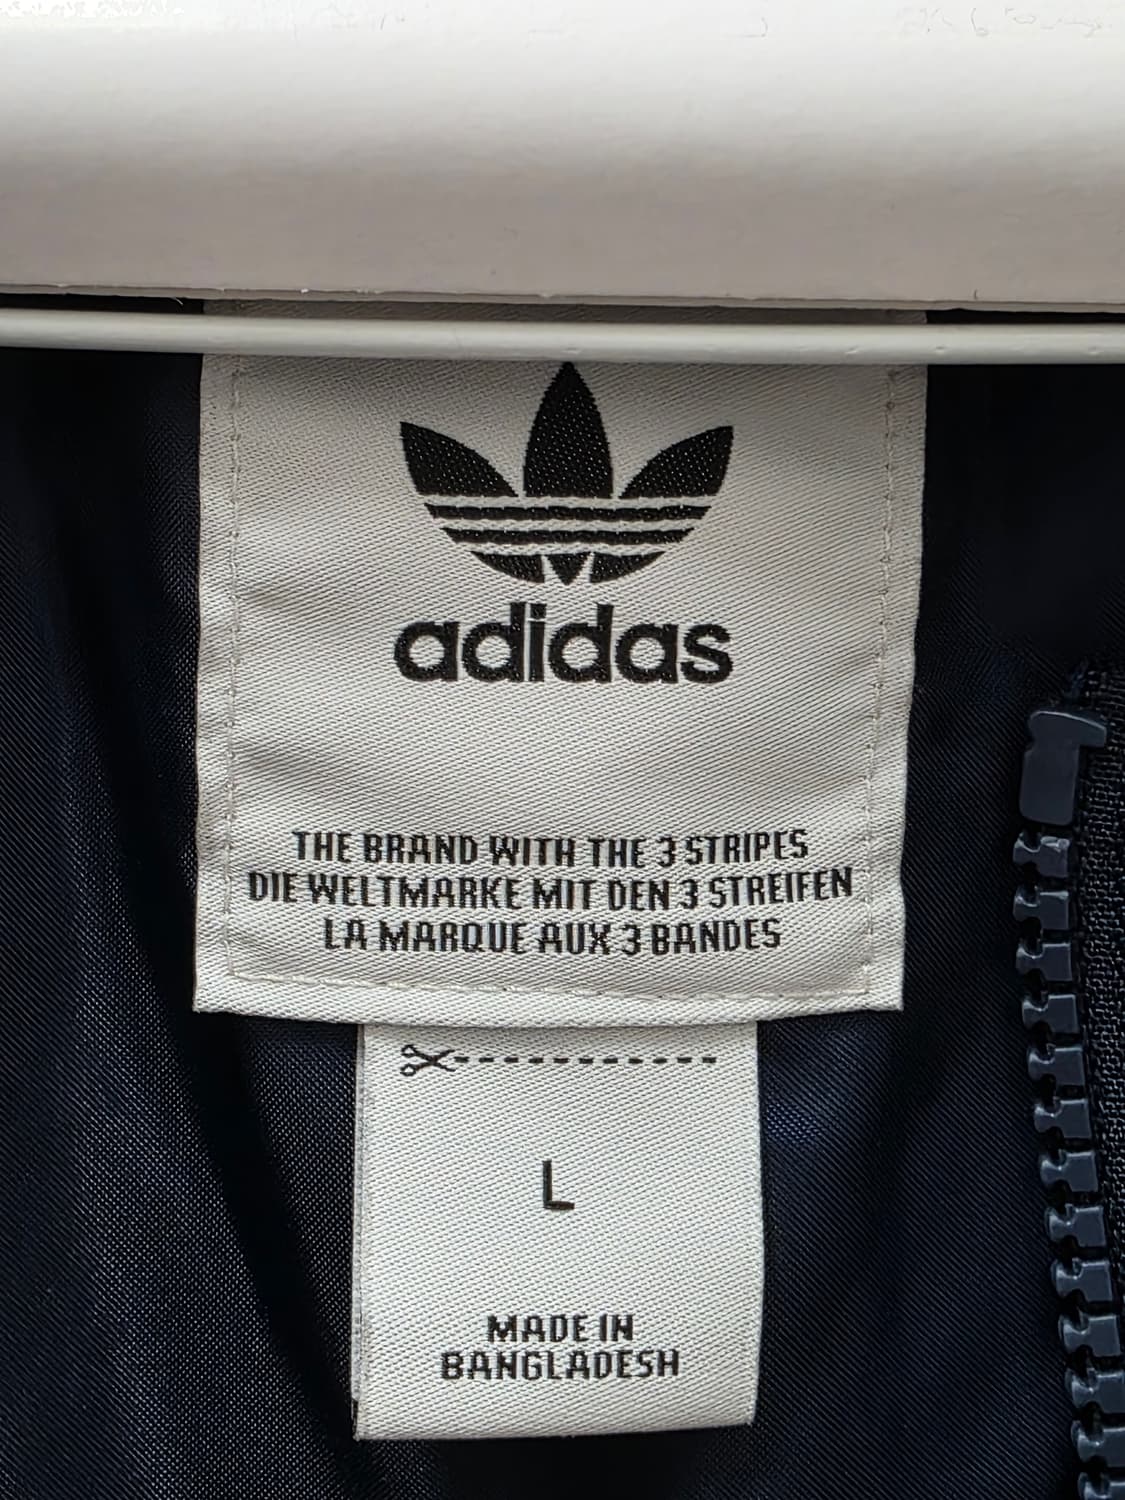 adidas
THE BRAND WITH THE 3 STRIPES
DIE WELTMARKE MIT DEN 3 STREIFEN
LA MARQUE AUX 3 BANDES
L
MADE IN
BANGLADESH